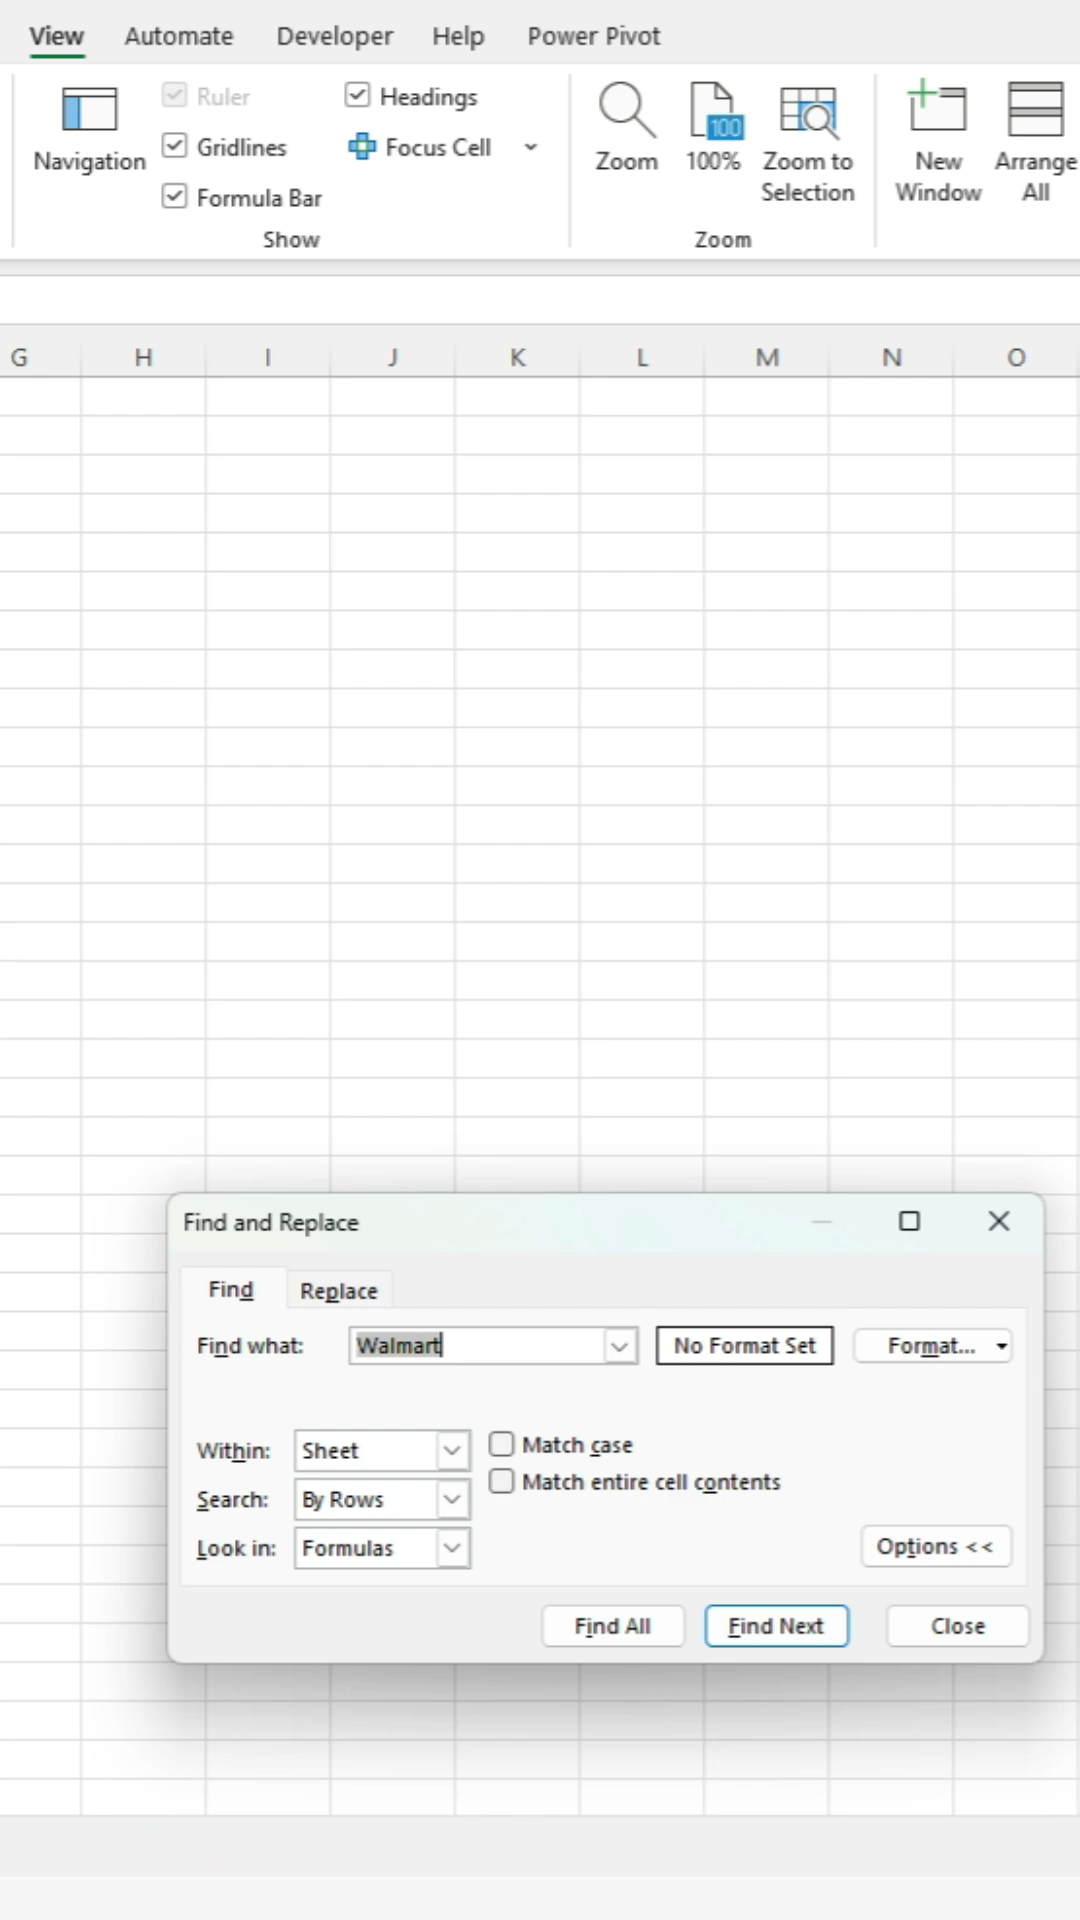 View Automate Developer Help Power Pivot
Ruler Headings
Gridlines Focus Cell
Navigation Formula Bar
Show
Zoom 100% Zoom to Selection
100
Zoom
New Window Arrange All
G H I J K L M N O
Find and Replace
Find Replace
Find what: Walmart No Format Set Format...
Within: Sheet Match case
Match entire cell contents
Search: By Rows
Look in: Formulas Options <<
Find All Find Next Close